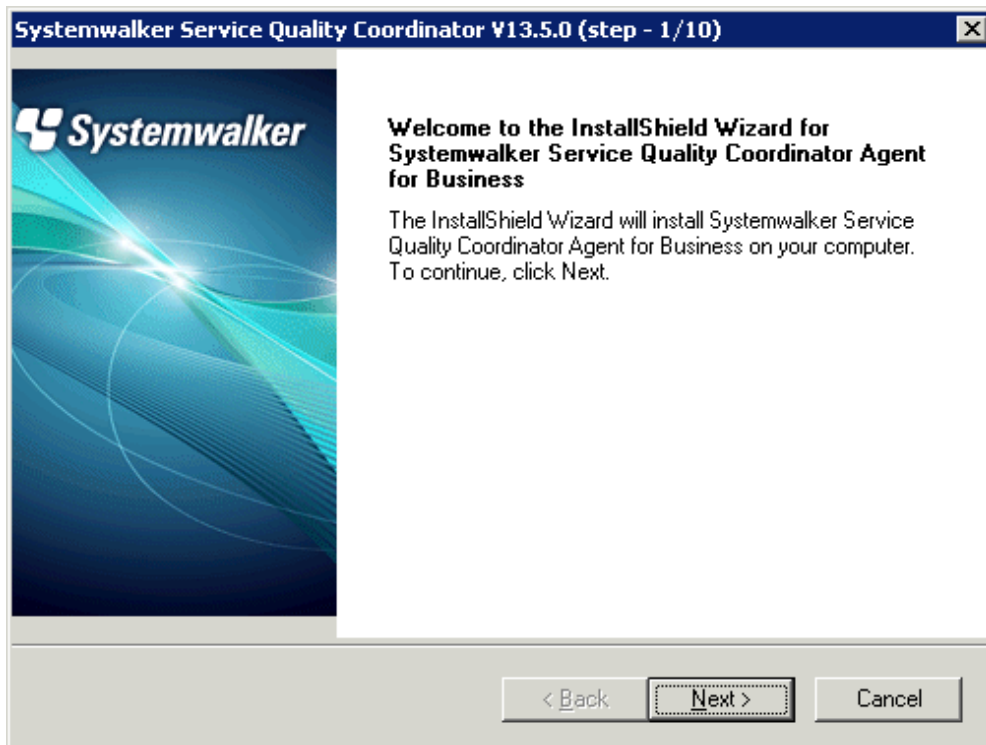 Systemwalker Service Quality Coordinator V13.5.0 (step - 1/10)
Systemwalker
Welcome to the InstallShield Wizard for
Systemwalker Service Quality Coordinator Agent
for Business
The InstallShield Wizard will install Systemwalker Service
Quality Coordinator Agent for Business on your computer.
To continue, click Next.
< Back
Next >
Cancel